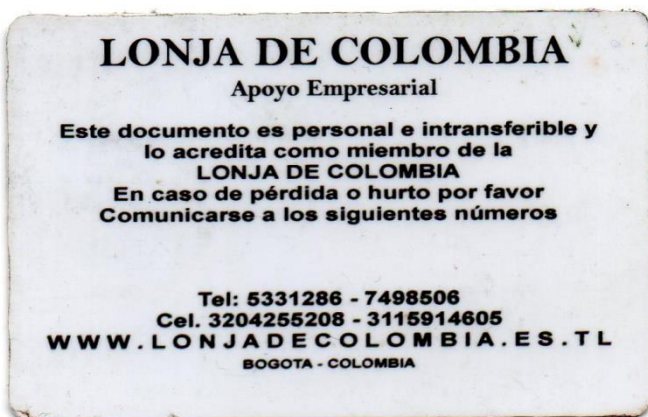 LONJA DE COLOMBIA
Apoyo Empresarial
Este documento es personal e intransferible y
lo acredita como miembro de la
LONJA DE COLOMBIA
En caso de pérdida o hurto por favor
Comunicarse a los siguientes números
Tel: 5331286 - 7498506
Cel. 3204255208 - 3115914605
WWW.LONJADECOLOMBIA.ES.TL
BOGOTA - COLOMBIA